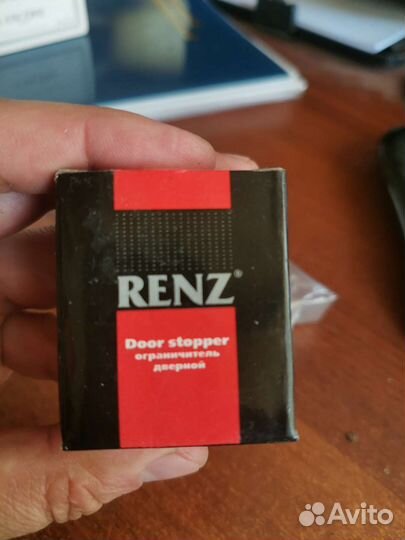 RENZ®
Door stopper
ограничитель
дверной
Avito